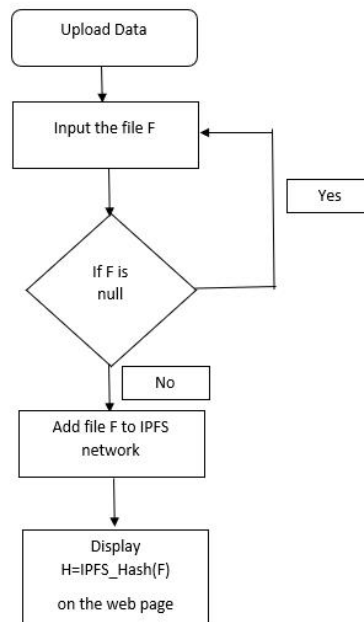 Upload Data
Input the file F
Yes
If F is
null
No
Add file F to IPFS
network
Display
H=IPFS_Hash(F)
on the web page